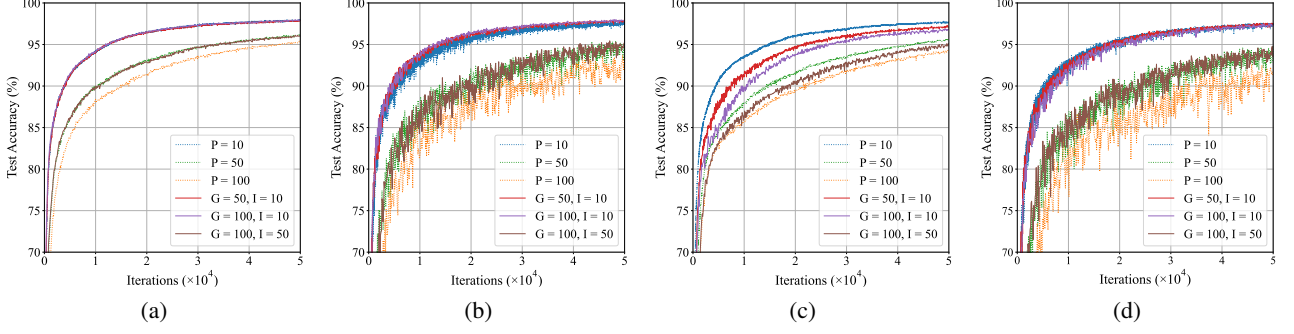 Test Accuracy (%)
100
95
90
85
80
75
70
P = 10
P = 50
P = 100
G = 50, I = 10
G = 100, I = 10
G = 100, I = 50
0 1 2 3 4 5
Iterations (×10⁴)
(a)
Test Accuracy (%)
100
95
90
85
80
75
70
P = 10
P = 50
P = 100
G = 50, I = 10
G = 100, I = 10
G = 100, I = 50
0 1 2 3 4 5
Iterations (×10⁴)
(b)
Test Accuracy (%)
100
95
90
85
80
75
70
P = 10
P = 50
P = 100
G = 50, I = 10
G = 100, I = 10
G = 100, I = 50
0 1 2 3 4 5
Iterations (×10⁴)
(c)
Test Accuracy (%)
100
95
90
85
80
75
70
P = 10
P = 50
P = 100
G = 50, I = 10
G = 100, I = 10
G = 100, I = 50
0 1 2 3 4 5
Iterations (×10⁴)
(d)